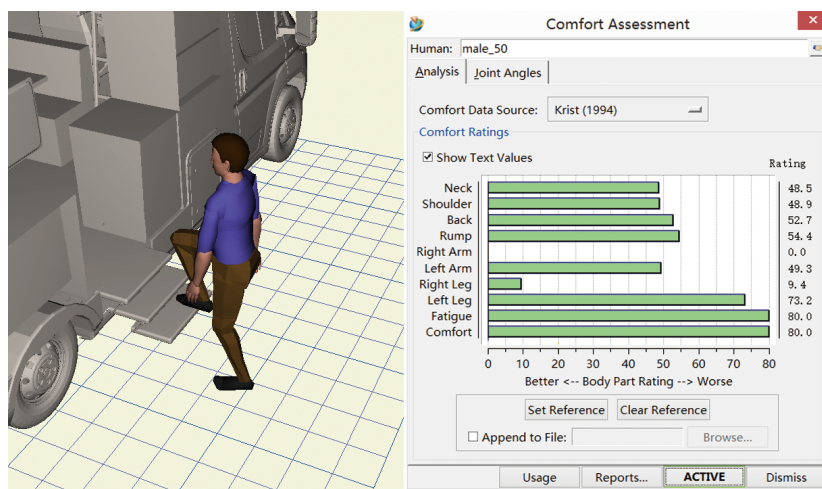 Comfort Assessment
Human: male_50
Analysis Joint Angles
Comfort Data Source: Krist (1994)
Comfort Ratings
Show Text Values
Rating
Neck 48.5
Shoulder 48.9
Back 52.7
Rump 54.4
Right Arm 0.0
Left Arm 49.3
Right Leg 9.4
Left Leg 73.2
Fatigue 80.0
Comfort 80.0
0 10 20 30 40 50 60 70 80
Better <-- Body Part Rating --> Worse
Set Reference Clear Reference
Append to File: Browse...
Usage Reports... ACTIVE Dismiss